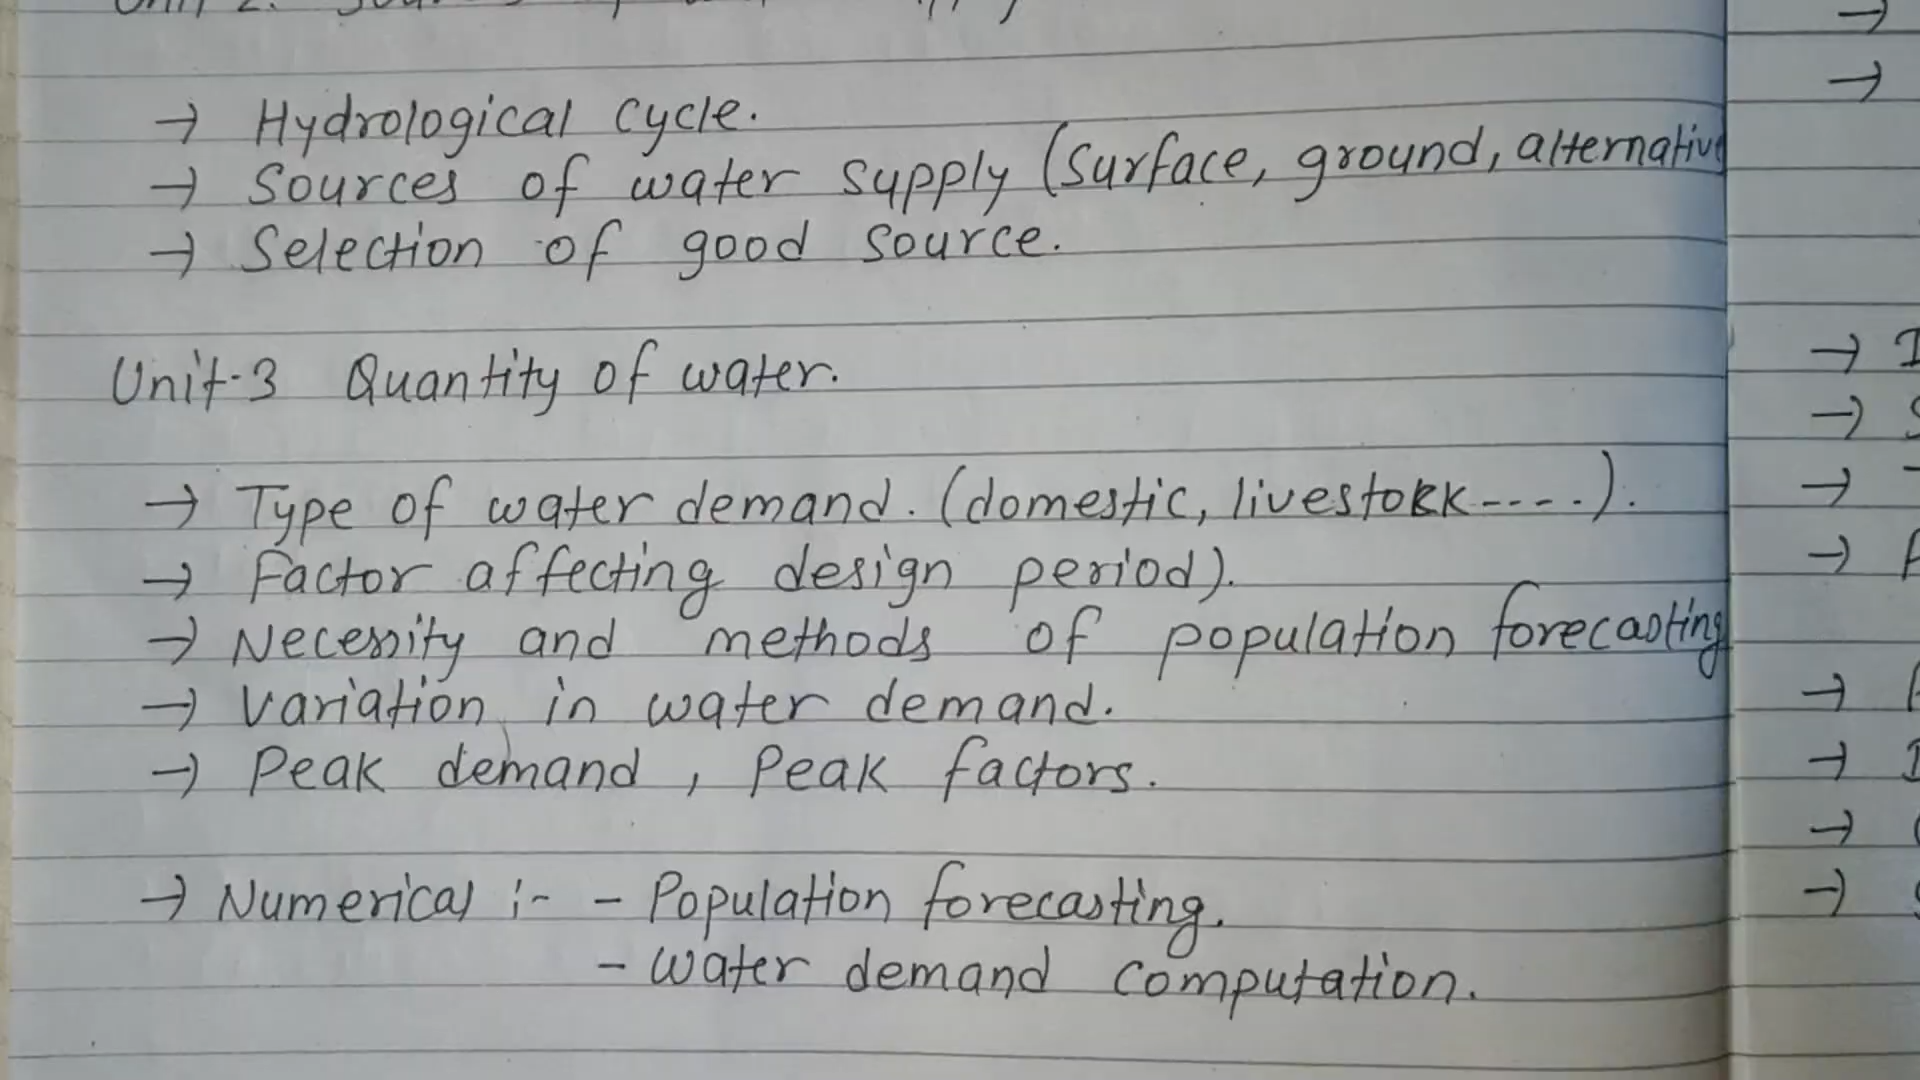 → Hydrological cycle.
→ Sources of water supply (surface, ground, alternative
→ Selection of good source.
Unit-3 Quantity of water.
→ Type of water demand. (domestic, livestokk-----).
→ Factor affecting design period).
→ Necessity and methods of population forecasting
→ Variation in water demand.
→ Peak demand, Peak factors.
→ Numerical :- - Population forecasting.
- Water demand computation.